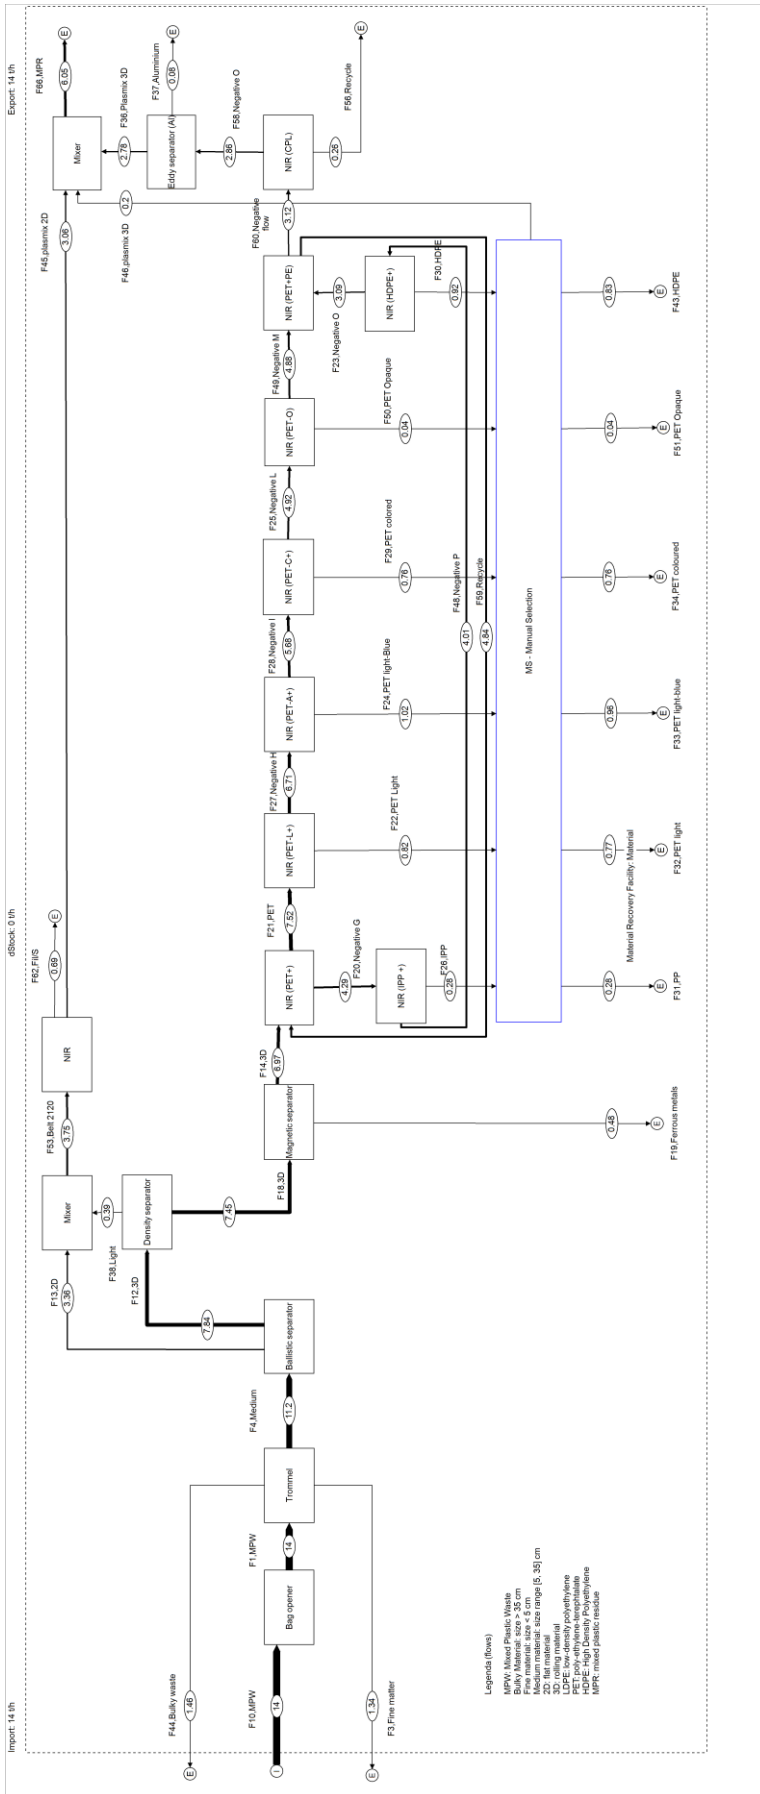 Import: 14 t/h
dStock: 0 t/h
Export: 14 t/h
F44,Bulky waste
1.46
E
F10,MPW
14
I
F3,Fine matter
1.34
E
Bag opener
F1,MPW
14
Trommel
F4,Medium
11.2
Ballistic separator
F13,2D
3.36
F12,3D
7.84
Density separator
F38,Light
0.39
Mixer
F53,Belt 2120
3.75
NIR
F62,FilS
0.69
E
F45,plasmix 2D
3.06
F18,3D
7.45
Magnetic separator
F19,Ferrous metals
0.48
E
F14,3D
6.97
NIR (PET+)
F20,Negative G
4.29
NIR (IPP +)
F26,IPP
0.28
F21,PET
7.52
NIR (PET-L+)
F22,PET Light
0.82
F27,Negative H
6.71
NIR (PET-A+)
F24,PET light-Blue
1.02
F28,Negative I
5.68
NIR (PET-C+)
F29,PET colored
0.76
F25,Negative L
4.92
NIR (PET-O)
F50,PET Opaque
0.04
F49,Negative M
4.88
NIR (PET+PE)
F23,Negative O
3.09
NIR (HDPE+)
F30,HDPE
0.92
F48,Negative P
4.01
F59,Recycle
4.84
F60,Negative
flow
3.12
NIR (CPL)
F56,Recycle
0.26
E
F58,Negative O
2.86
Eddy separator (Al)
F37,Aluminium
0.08
E
F36,Plasmix 3D
2.78
F46,plasmix 3D
0.2
Mixer
F66,MPR
6.05
E
MS - Manual Selection
Material Recovery Facility: Material
0.28
E
F31,PP
0.77
E
F32,PET light
0.96
E
F33,PET light-blue
0.76
E
F34,PET coloured
0.04
E
F51,PET Opaque
0.83
E
F43,HDPE
Legenda (flows)
MPW: Mixed Plastic Waste
Bulky Material: size > 35 cm
Fine material: size < 5 cm
Medium material: size range [5, 35] cm
2D: flat material
3D: rolling material
LDPE: low-density polyethylene
PET: poly-ethylene-terephtalate
HDPE: High Density Polyethylene
MPR: mixed plastic residue